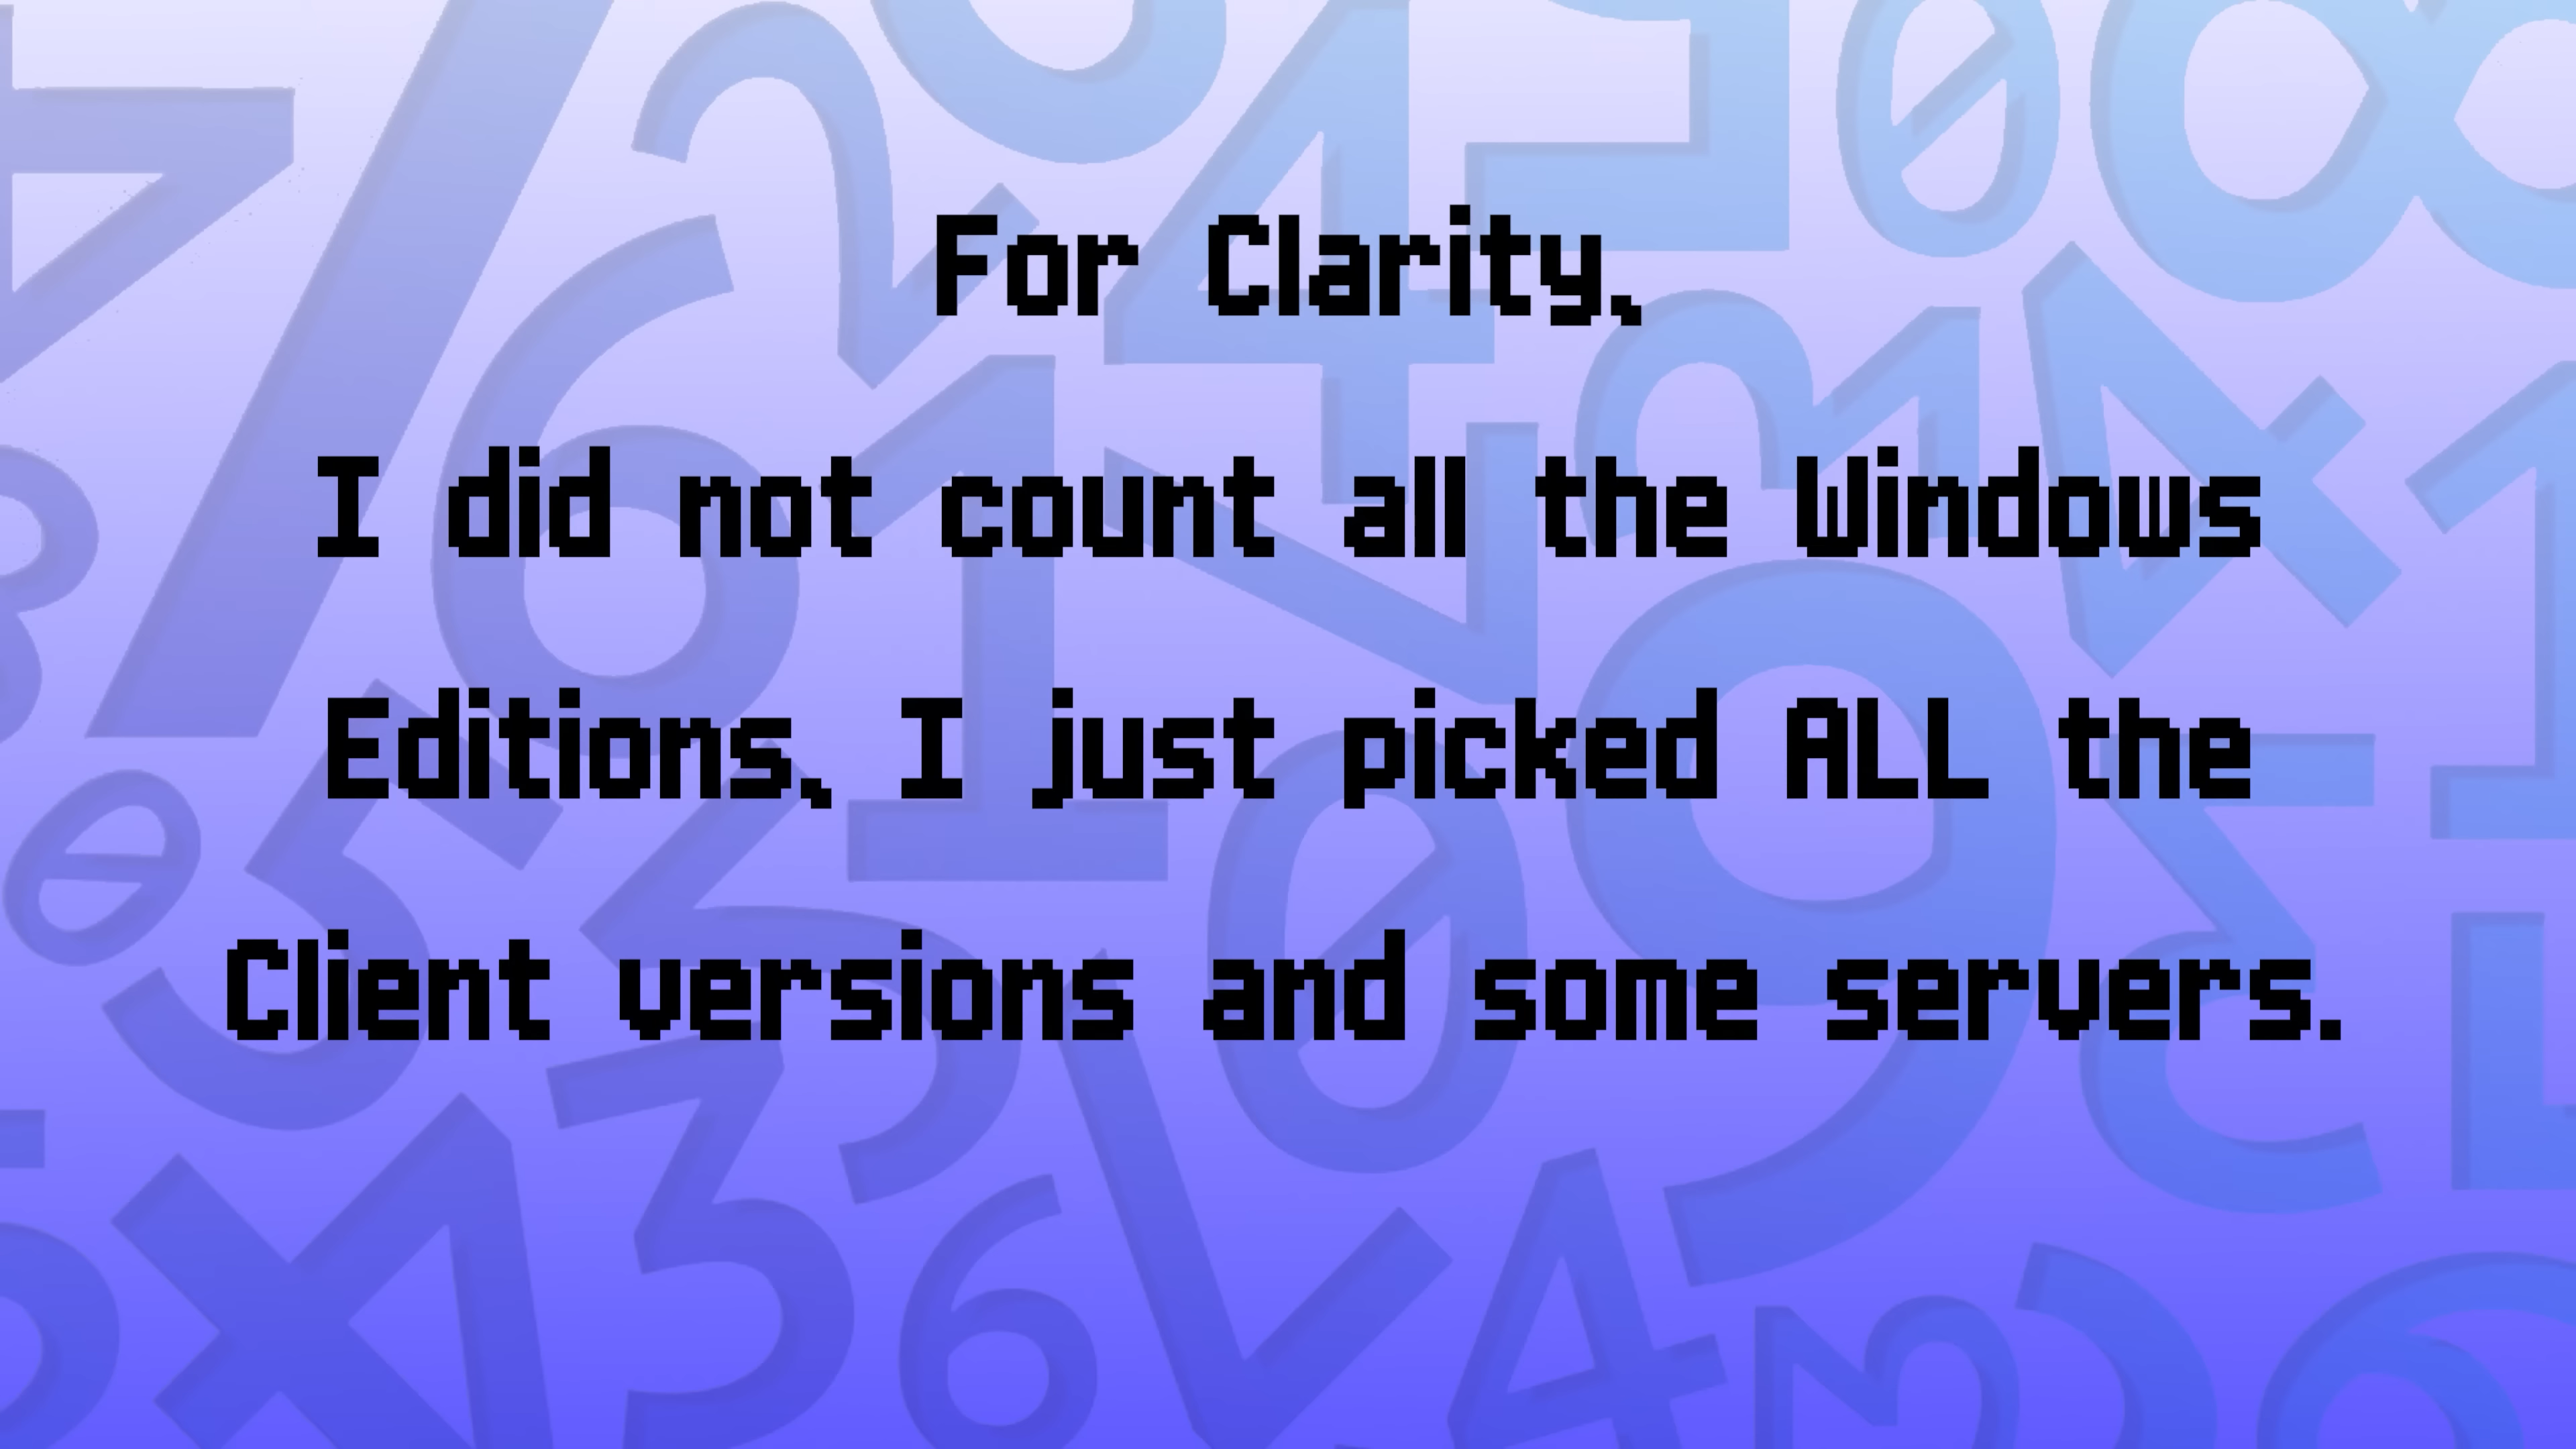 For Clarity,
I did not count all the Windows
Editions, I just picked ALL the
Client versions and some servers.